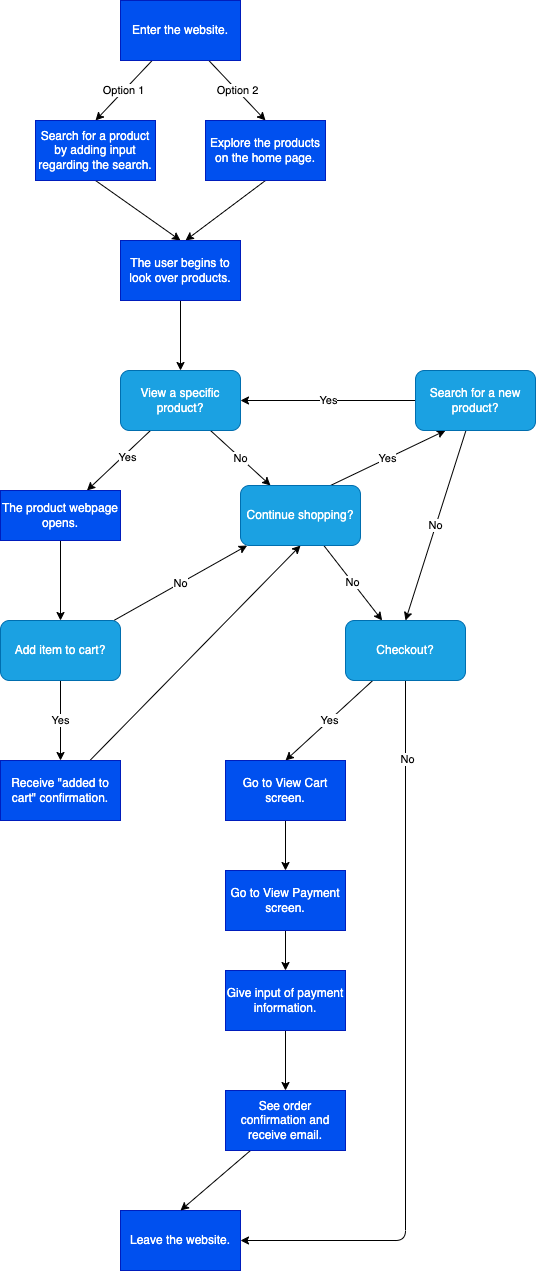 Enter the website.
Option 1
Option 2
Search for a product
by adding input
regarding the search.
Explore the products
on the home page.
The user begins to
look over products.
View a specific
product?
Yes
Search for a new
product?
Yes
No
Yes
The product webpage
opens.
Continue shopping?
No
No
No
Add item to cart?
Checkout?
Yes
Yes
No
Receive "added to
cart" confirmation.
Go to View Cart
screen.
Go to View Payment
screen.
Give input of payment
information.
See order
confirmation and
receive email.
Leave the website.